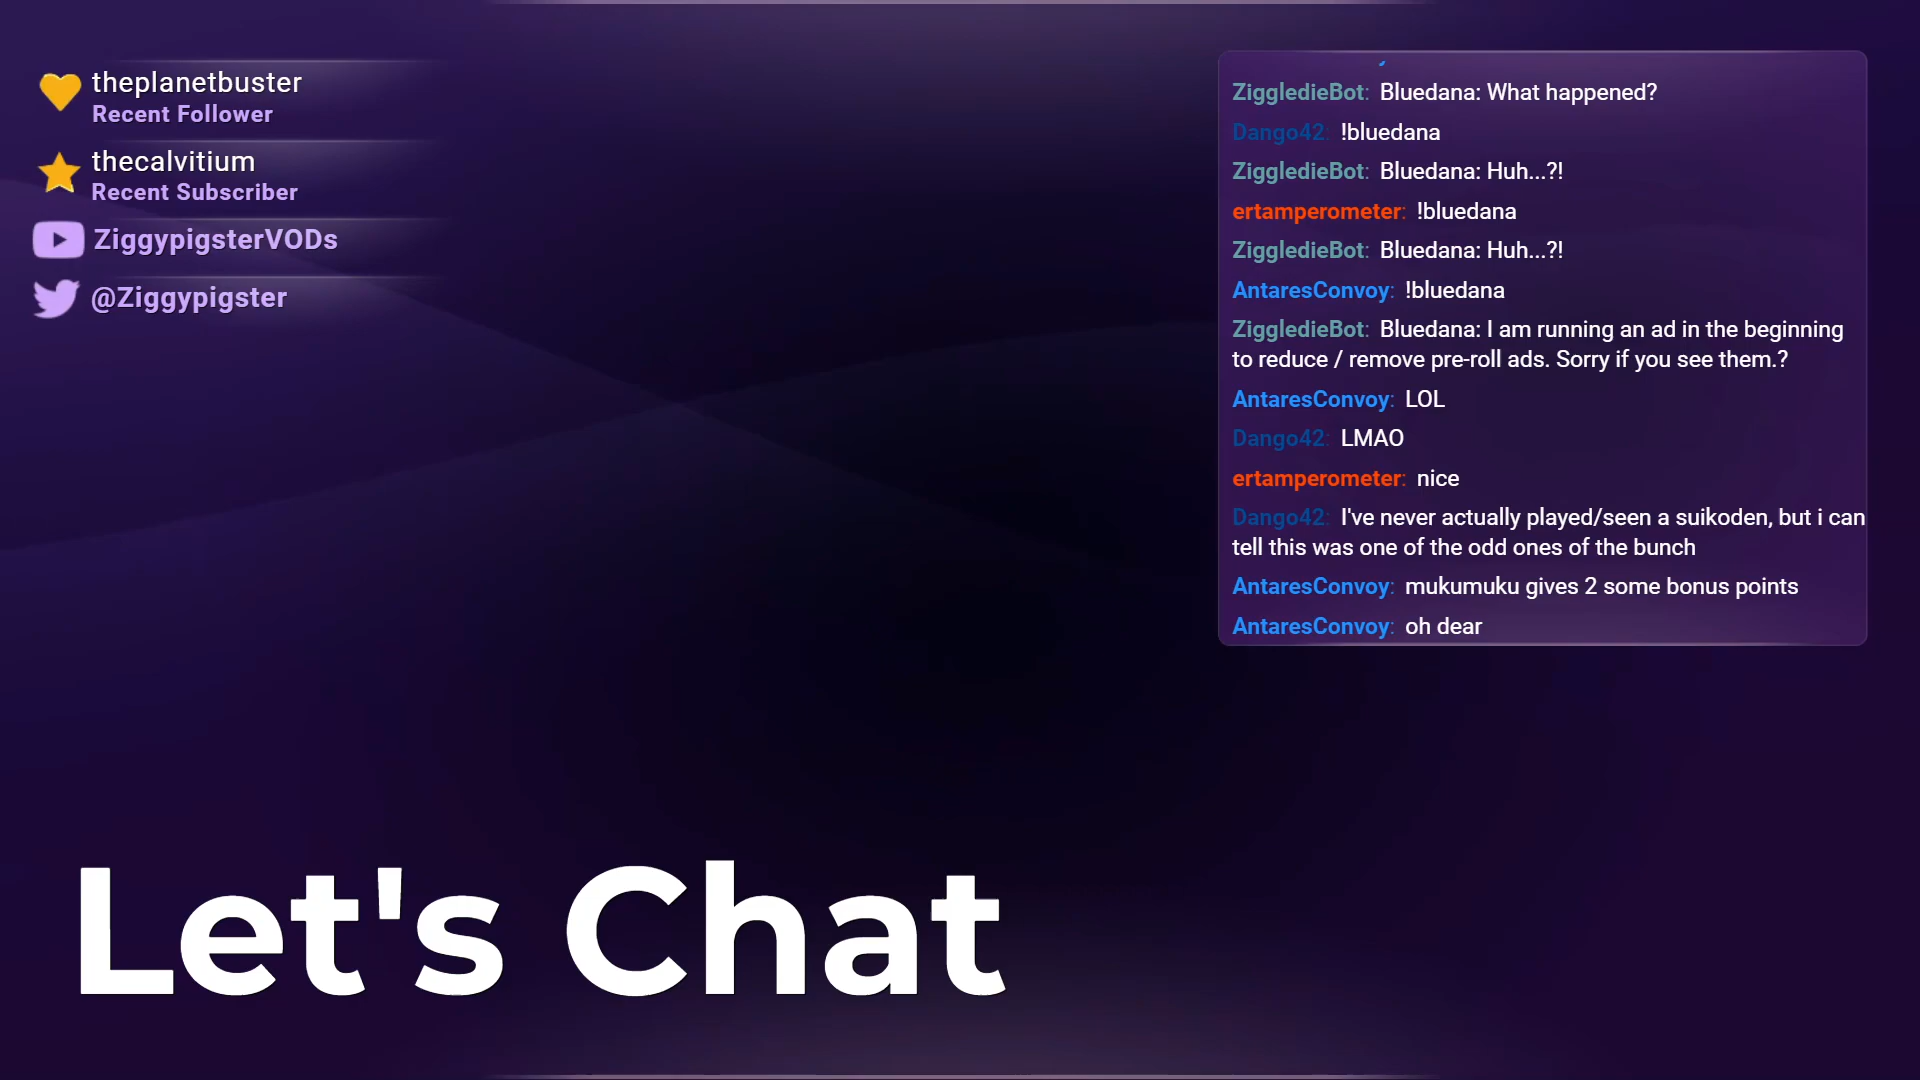 theplanetbuster
Recent Follower
thecalvitium
Recent Subscriber
ZiggypigsterVODs
@Ziggypigster
ZiggledieBot: Bluedana: What happened?
Dango42: !bluedana
ZiggledieBot: Bluedana: Huh...?!
ertamperometer: !bluedana
ZiggledieBot: Bluedana: Huh...?!
AntaresConvoy: !bluedana
ZiggledieBot: Bluedana: I am running an ad in the beginning
to reduce / remove pre-roll ads. Sorry if you see them.?
AntaresConvoy: LOL
Dango42: LMAO
ertamperometer: nice
Dango42: I've never actually played/seen a suikoden, but i can
tell this was one of the odd ones of the bunch
AntaresConvoy: mukumuku gives 2 some bonus points
AntaresConvoy: oh dear
Let's Chat